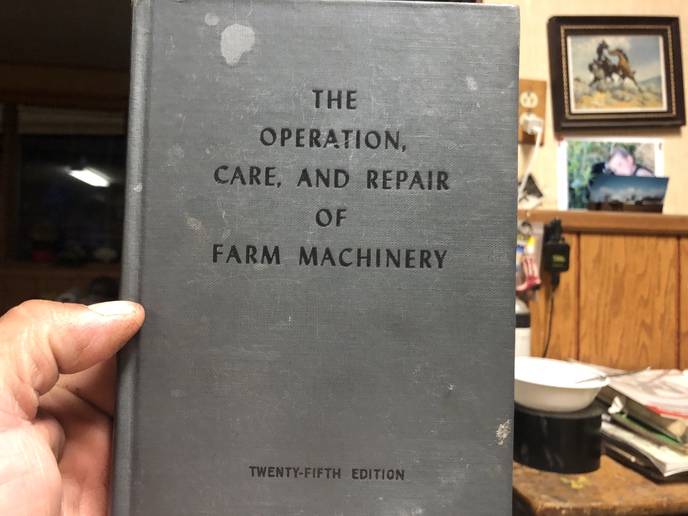 THE
OPERATION,
CARE, AND REPAIR
OF
FARM MACHINERY
TWENTY-FIFTH EDITION